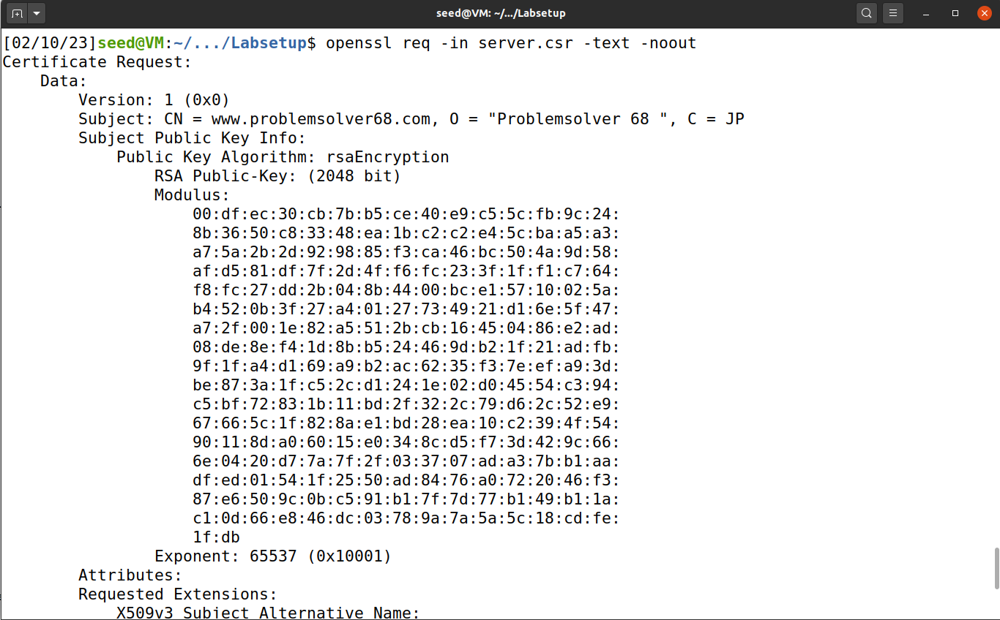 seed@VM: ~/.../Labsetup
[02/10/23]seed@VM:~/.../Labsetup$ openssl req -in server.csr -text -noout
Certificate Request:
    Data:
        Version: 1 (0x0)
        Subject: CN = www.problemsolver68.com, O = "Problemsolver 68 ", C = JP
        Subject Public Key Info:
            Public Key Algorithm: rsaEncryption
                RSA Public-Key: (2048 bit)
                Modulus:
                    00:df:ec:30:cb:7b:b5:ce:40:e9:c5:5c:fb:9c:24:
                    8b:36:50:c8:33:48:ea:1b:c2:c2:e4:5c:ba:a5:a3:
                    a7:5a:2b:2d:92:98:85:f3:ca:46:bc:50:4a:9d:58:
                    af:d5:81:df:7f:2d:4f:f6:fc:23:3f:1f:f1:c7:64:
                    f8:fc:27:dd:2b:04:8b:44:00:bc:e1:57:10:02:5a:
                    b4:52:0b:3f:27:a4:01:27:73:49:21:d1:6e:5f:47:
                    a7:2f:00:1e:82:a5:51:2b:cb:16:45:04:86:e2:ad:
                    08:de:8e:f4:1d:8b:b5:24:46:9d:b2:1f:21:ad:fb:
                    9f:1f:a4:d1:69:a9:b2:ac:62:35:f3:7e:ef:a9:3d:
                    be:87:3a:1f:c5:2c:d1:24:1e:02:d0:45:54:c3:94:
                    c5:bf:72:83:1b:11:bd:2f:32:2c:79:d6:2c:52:e9:
                    67:66:5c:1f:82:8a:e1:bd:28:ea:10:c2:39:4f:54:
                    90:11:8d:a0:60:15:e0:34:8c:d5:f7:3d:42:9c:66:
                    6e:04:20:d7:7a:7f:2f:03:37:07:ad:a3:7b:b1:aa:
                    df:ed:01:54:1f:25:50:ad:84:76:a0:72:20:46:f3:
                    87:e6:50:9c:0b:c5:91:b1:7f:7d:77:b1:49:b1:1a:
                    c1:0d:66:e8:46:dc:03:78:9a:7a:5a:5c:18:cd:fe:
                    1f:db
                Exponent: 65537 (0x10001)
        Attributes:
        Requested Extensions:
            X509v3 Subject Alternative Name: